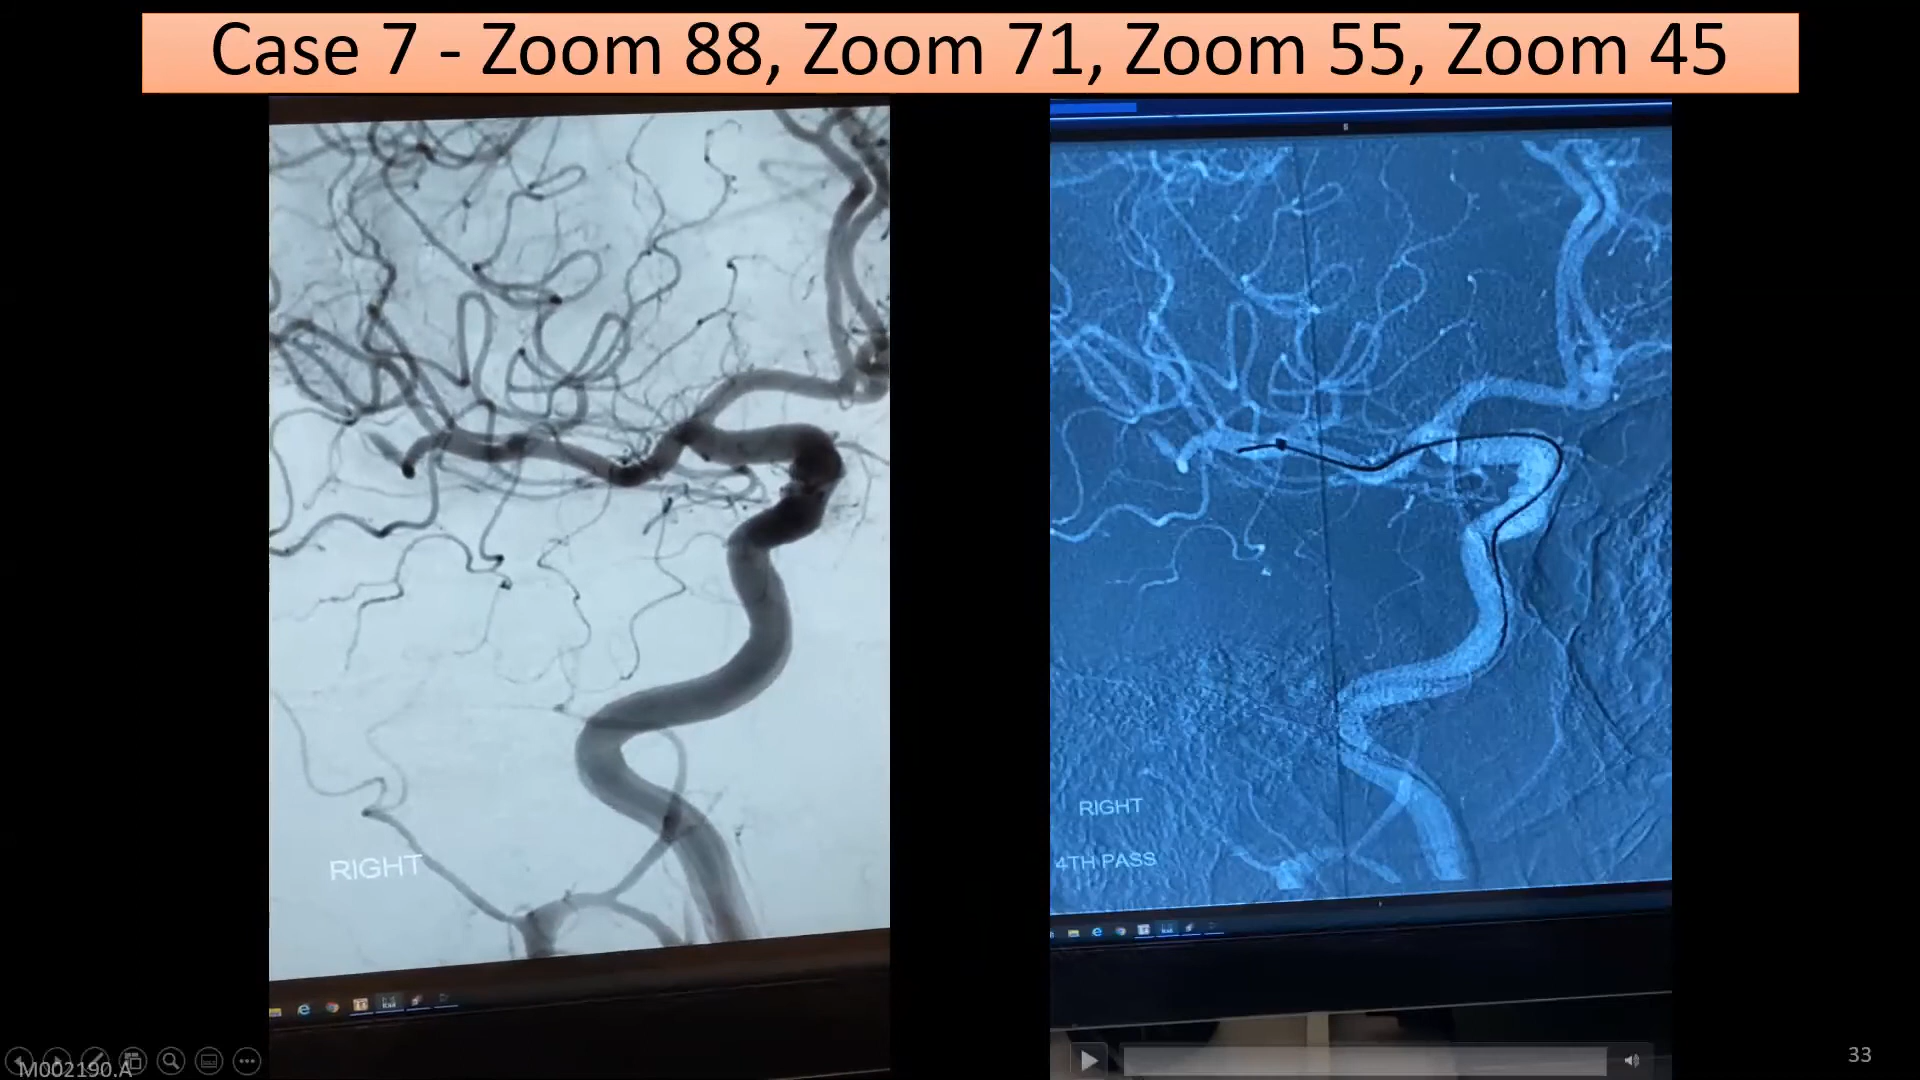 Case 7 - Zoom 88, Zoom 71, Zoom 55, Zoom 45
RIGHT
RIGHT
4TH PASS
M002190.A
33